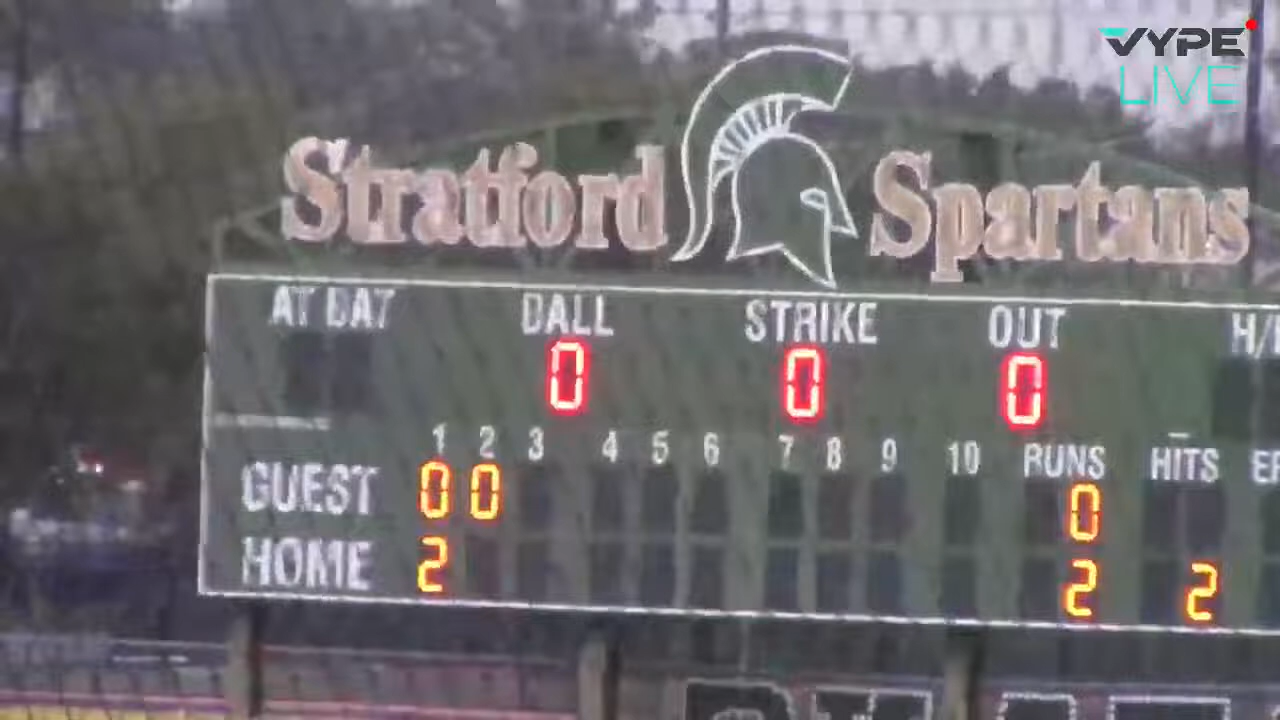 VYPE
LIVE
Stratford Spartans
AT BAT BALL STRIKE OUT
0 0 0
1 2 3 4 5 6 7 8 9 10 RUNS HITS
GUEST 0 0 0
HOME 2 2 2